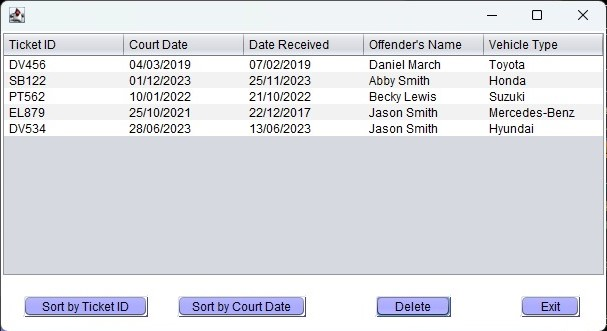 Ticket ID Court Date Date Received Offender's Name Vehicle Type
DV456 04/03/2019 07/02/2019 Daniel March Toyota
SB122 01/12/2023 25/11/2023 Abby Smith Honda
PT562 10/01/2022 21/10/2022 Becky Lewis Suzuki
EL879 25/10/2021 22/12/2017 Jason Smith Mercedes-Benz
DV534 28/06/2023 13/06/2023 Jason Smith Hyundai
Sort by Ticket ID Sort by Court Date Delete Exit